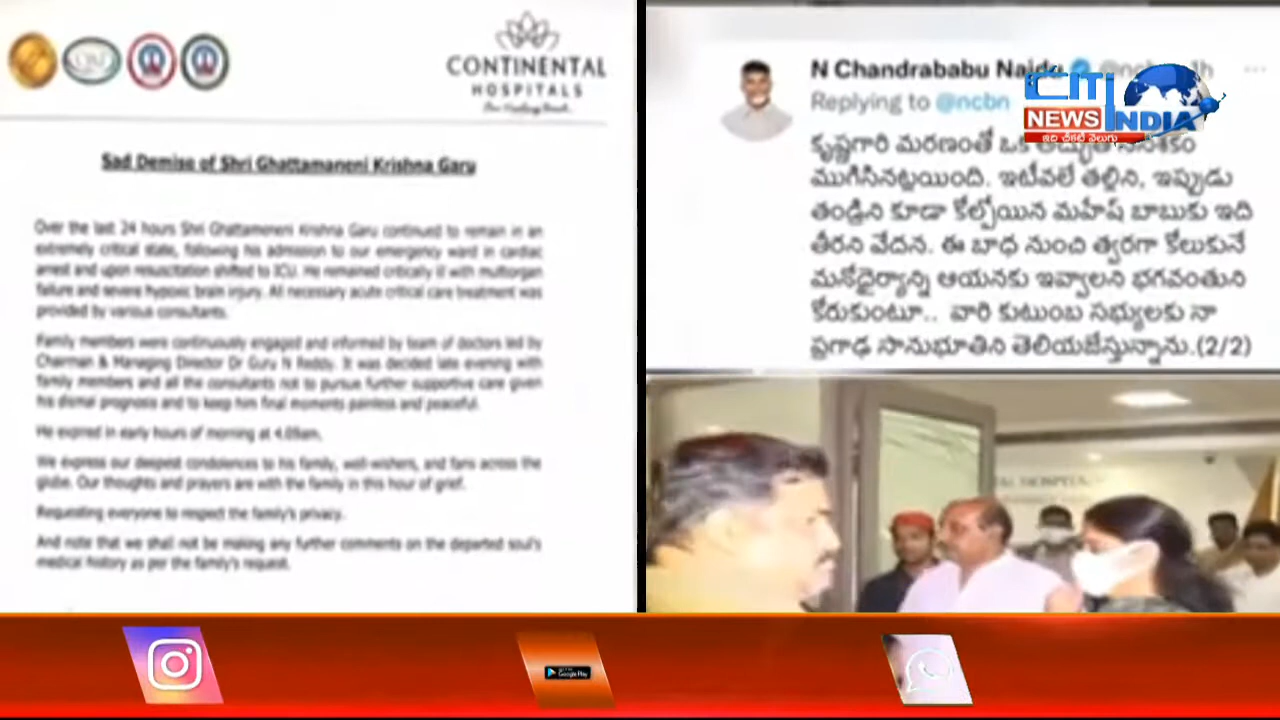 CONTINENTAL
HOSPITALS
Sad Demise of Shri Ghattamaneni Krishna Garu
Over the last 24 hours Shri Ghattameneni Krishna Garu continued to remain in an
extremely critical state, following his admission to our emergency ward in cardiac
arrest and upon resuscitation shifted to ICU. He remained critically ill with multiorgan
failure and severe hypoxic brain injury. All necessary acute critical care treatment was
provided by various consultants.
Family members were continuously engaged and informed by team of doctors led by
Chairman & Managing Director Dr Guru N Reddy. It was decided late evening with
family members and all the consultants not to pursue further supportive care given
his dismal prognosis and to keep him final moments painless and peaceful.
He expired in early hours of morning at 4.09am.
We express our deepest condolences to his family, well-wishers, and fans across the
globe. Our thoughts and prayers are with the family in this hour of grief.
Requesting everyone to respect the family's privacy.
And note that we shall not be making any further comments on the departed soul's
medical history as per the family's request.
N Chandrababu Naidu
Replying to @ncbn
కృష్ణగారి మరణంతో ఒక
ముగిసినట్లయింది. ఇటీవలే తల్లిని, ఇప్పుడు
తండ్రిని కూడా కోల్పోయిన మహేష్ బాబుకు ఇది
తీరని వేదన. ఈ బాధ నుంచి త్వరగా కోలుకునే
మనోధైర్యాన్ని ఆయనకు ఇవ్వాలని భగవంతుని
కోరుకుంటూ.. వారి కుటుంబ సభ్యులకు నా
ప్రగాఢ సానుభూతిని తెలియజేస్తున్నాను.(2/2)
CITI
NEWS INDIA
ఇది చీకటి వెలుగు
Google Play